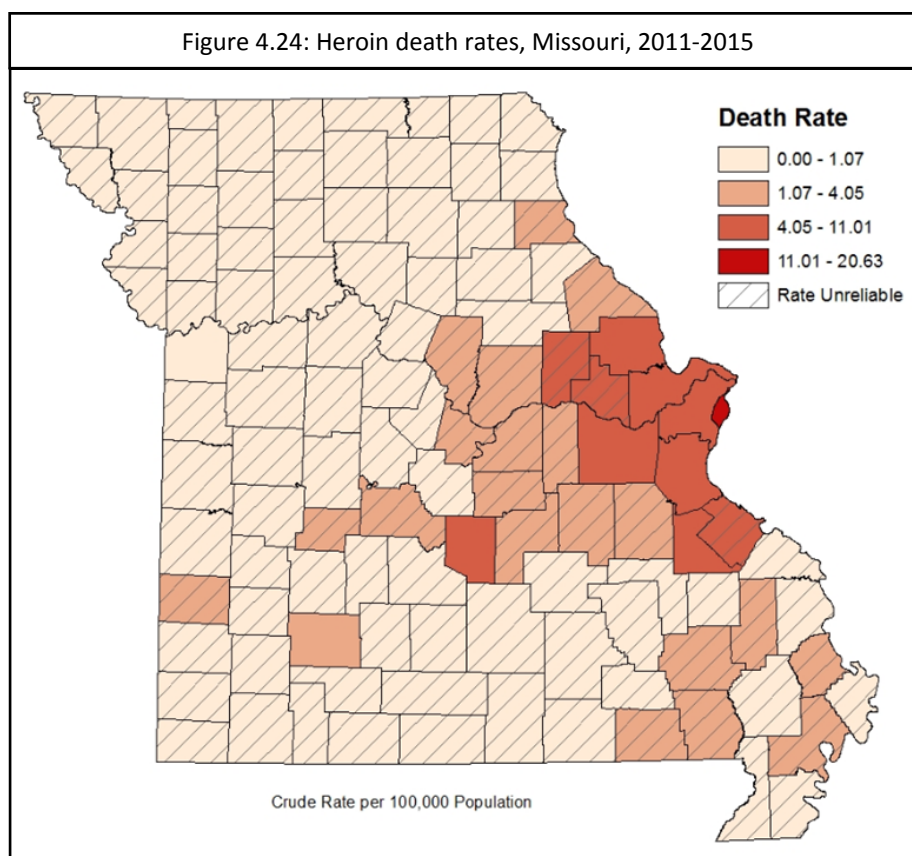 Figure 4.24: Heroin death rates, Missouri, 2011-2015
Death Rate
0.00 - 1.07
1.07 - 4.05
4.05 - 11.01
11.01 - 20.63
Rate Unreliable
Crude Rate per 100,000 Population